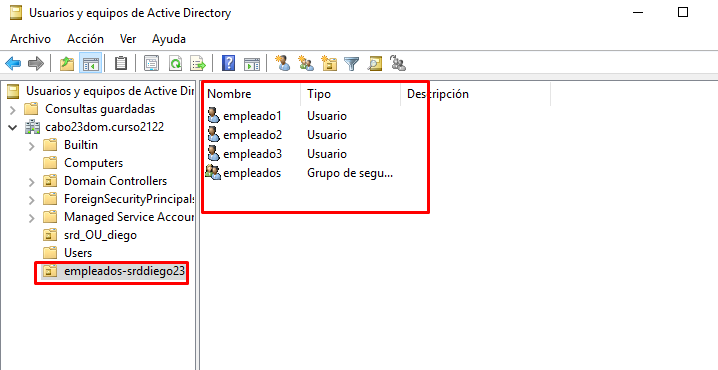 Usuarios y equipos de Active Directory
Archivo Acción Ver Ayuda
Usuarios y equipos de Active Dir
Consultas guardadas
cabo23dom.curso2122
Builtin
Computers
Domain Controllers
ForeignSecurityPrincipals
Managed Service Accoun
srd_OU_diego
Users
empleados-srddiego23
Nombre Tipo Descripción
empleado1 Usuario
empleado2 Usuario
empleado3 Usuario
empleados Grupo de segu...